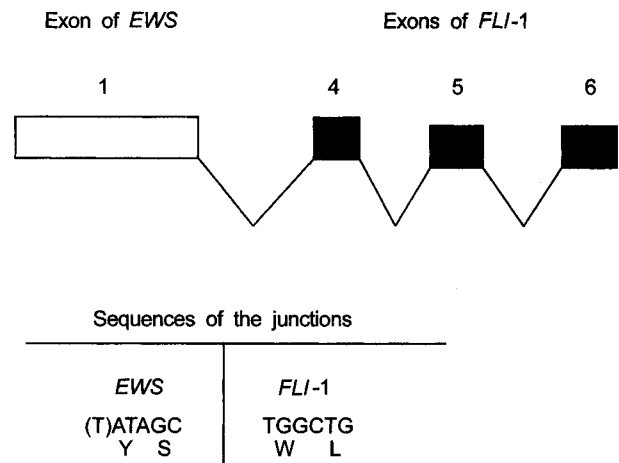 Exon of EWS Exons of FLI-1
1 4 5 6
Sequences of the junctions
EWS FLI-1
(T)ATAGC TGGCTG
Y S W L